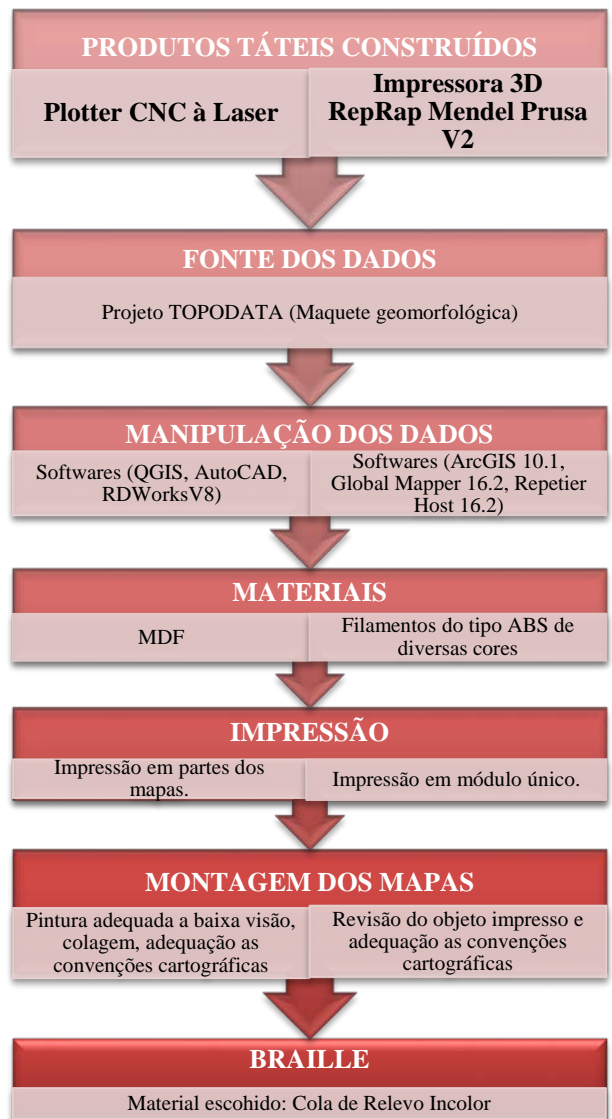 PRODUTOS TÁTEIS CONSTRUÍDOS
Plotter CNC à Laser
Impressora 3D
RepRap Mendel Prusa
V2
FONTE DOS DADOS
Projeto TOPODATA (Maquete geomorfológica)
MANIPULAÇÃO DOS DADOS
Softwares (QGIS, AutoCAD,
RDWorksV8)
Softwares (ArcGIS 10.1,
Global Mapper 16.2, Repetier
Host 16.2)
MATERIAIS
MDF
Filamentos do tipo ABS de
diversas cores
IMPRESSÃO
Impressão em partes dos
mapas.
Impressão em módulo único.
MONTAGEM DOS MAPAS
Pintura adequada a baixa visão,
colagem, adequação as
convenções cartográficas
Revisão do objeto impresso e
adequação as convenções
cartográficas
BRAILLE
Material escohido: Cola de Relevo Incolor